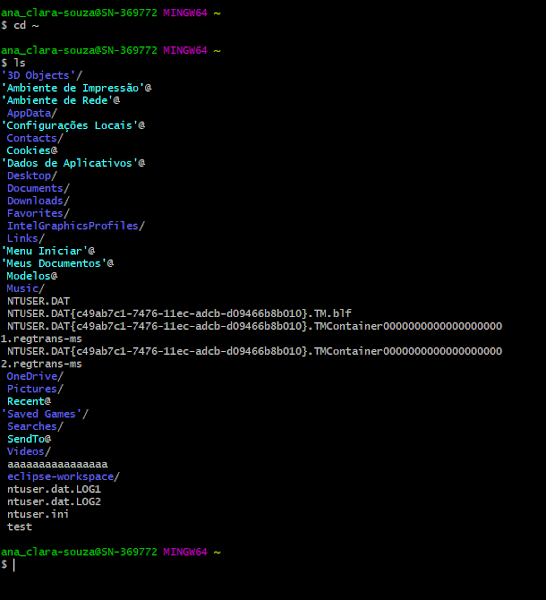 ana_clara-souza@SN-369772 MINGW64 ~
$ cd ~
ana_clara-souza@SN-369772 MINGW64 ~
$ ls
'3D Objects'/
'Ambiente de Impressão'@
'Ambiente de Rede'@
AppData/
'Configurações Locais'@
Contacts/
Cookies@
'Dados de Aplicativos'@
Desktop/
Documents/
Downloads/
Favorites/
IntelGraphicsProfiles/
Links/
'Menu Iniciar'@
'Meus Documentos'@
Modelos@
Music/
NTUSER.DAT
NTUSER.DAT{c49ab7c1-7476-11ec-adcb-d09466b8b010}.TM.blf
NTUSER.DAT{c49ab7c1-7476-11ec-adcb-d09466b8b010}.TMContainer0000000000000000000
1.regtrans-ms
NTUSER.DAT{c49ab7c1-7476-11ec-adcb-d09466b8b010}.TMContainer0000000000000000000
2.regtrans-ms
OneDrive/
Pictures/
Recent@
'Saved Games'/
Searches/
SendTo@
Videos/
aaaaaaaaaaaaaaaa
eclipse-workspace/
ntuser.dat.LOG1
ntuser.dat.LOG2
ntuser.ini
test
ana_clara-souza@SN-369772 MINGW64 ~
$